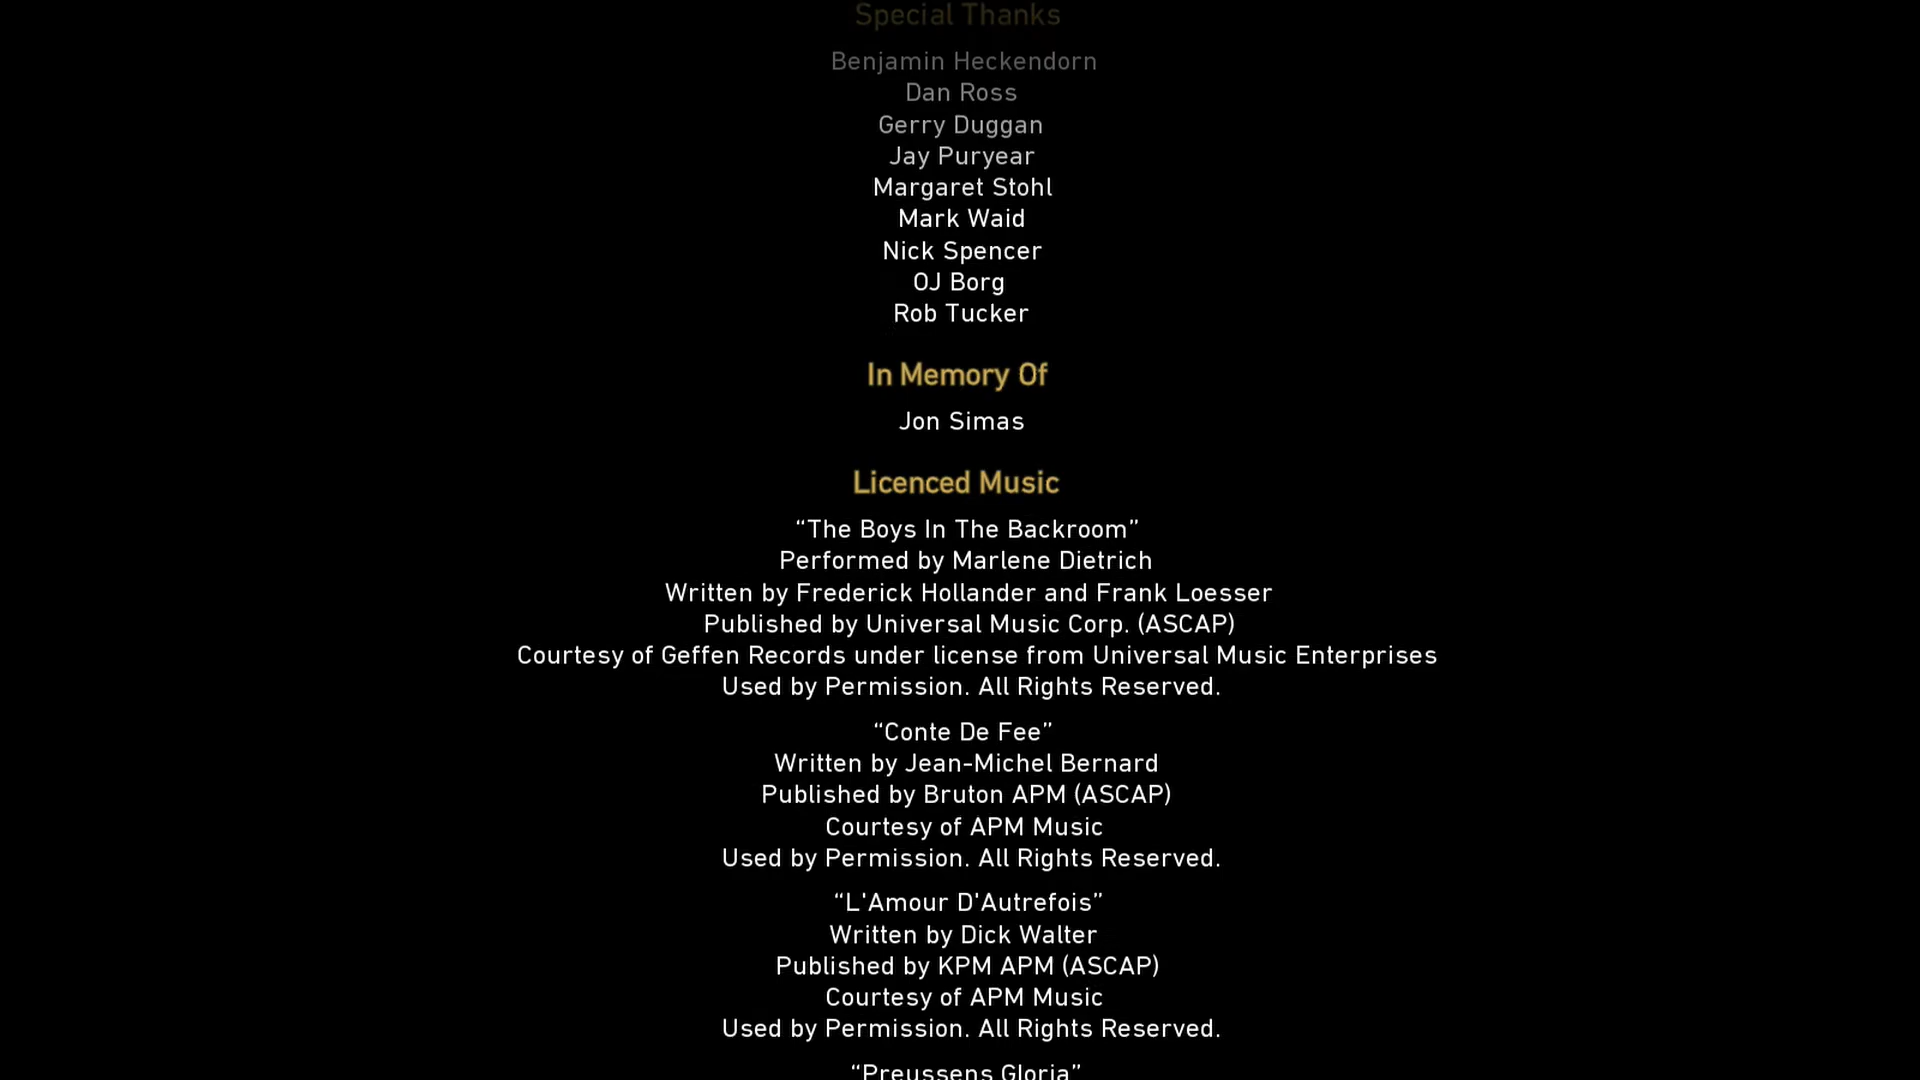 Special Thanks
Benjamin Heckendorn
Dan Ross
Gerry Duggan
Jay Puryear
Margaret Stohl
Mark Waid
Nick Spencer
OJ Borg
Rob Tucker
In Memory Of
Jon Simas
Licenced Music
“The Boys In The Backroom”
Performed by Marlene Dietrich
Written by Frederick Hollander and Frank Loesser
Published by Universal Music Corp. (ASCAP)
Courtesy of Geffen Records under license from Universal Music Enterprises
Used by Permission. All Rights Reserved.
“Conte De Fee”
Written by Jean-Michel Bernard
Published by Bruton APM (ASCAP)
Courtesy of APM Music
Used by Permission. All Rights Reserved.
“L'Amour D'Autrefois”
Written by Dick Walter
Published by KPM APM (ASCAP)
Courtesy of APM Music
Used by Permission. All Rights Reserved.
“Preussens Gloria”